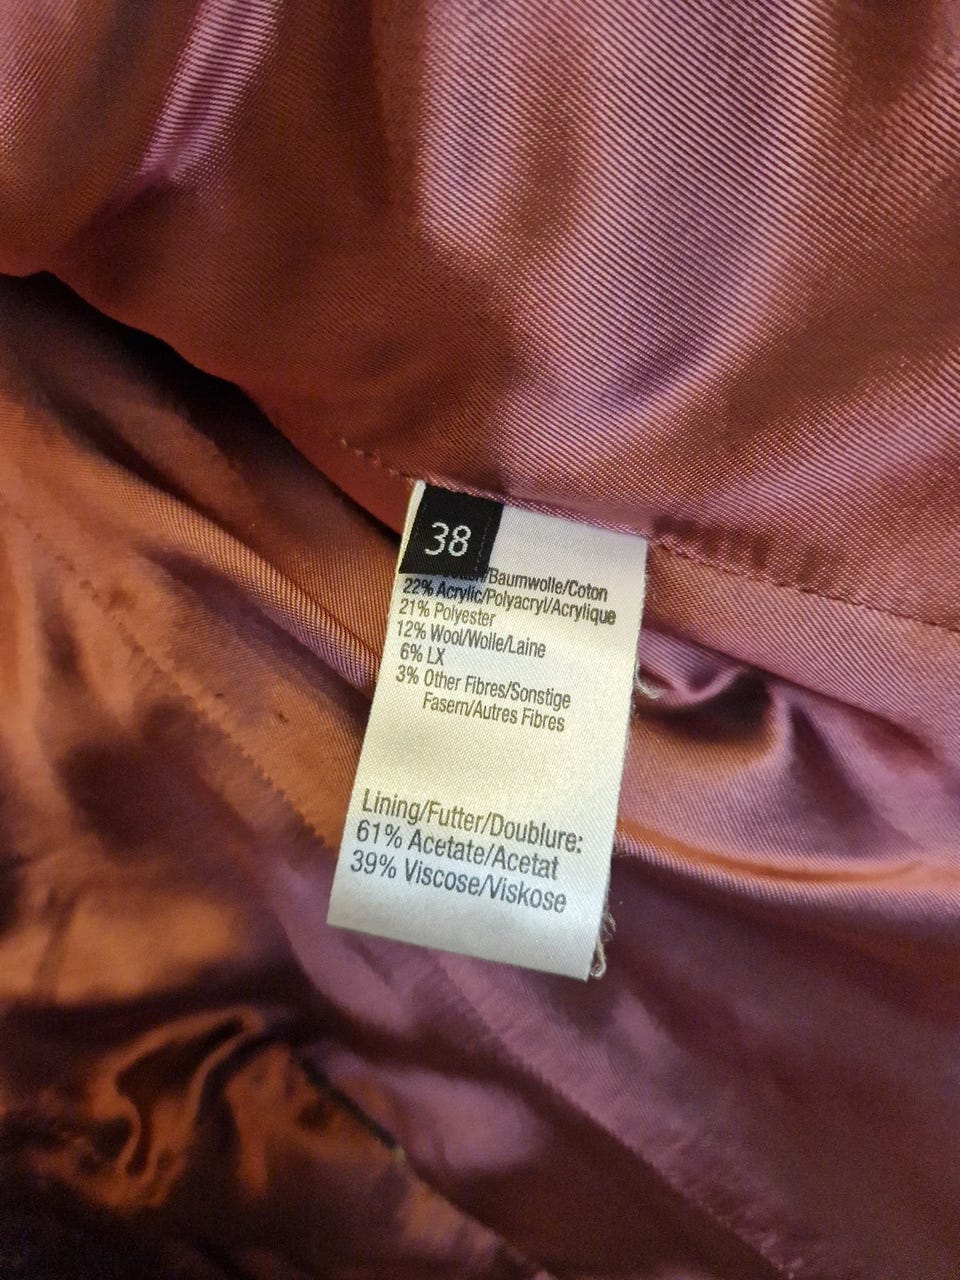 38
/Baumwolle/Coton
22% Acrylic/Polyacryl/Acrylique
21% Polyester
12% Wool/Wolle/Laine
6% LX
3% Other Fibres/Sonstige
Fasern/Autres Fibres
Lining/Futter/Doublure:
61% Acetate/Acetat
39% Viscose/Viskose